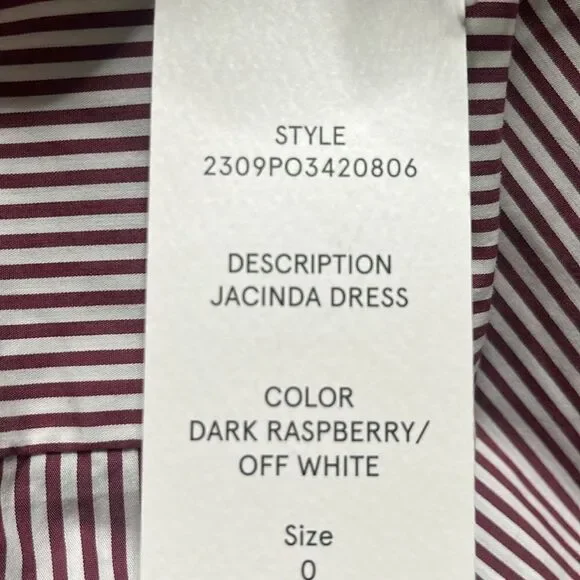 STYLE
2309PO3420806
DESCRIPTION
JACINDA DRESS
COLOR
DARK RASPBERRY/
OFF WHITE
Size
0